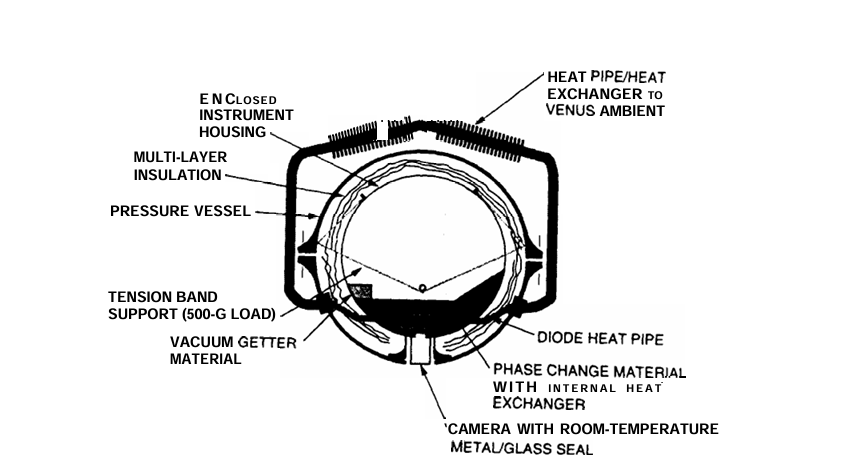 HEAT PIPE/HEAT
EXCHANGER TO
VENUS AMBIENT
ENCLOSED
INSTRUMENT
HOUSING
MULTI-LAYER
INSULATION
PRESSURE VESSEL
TENSION BAND
SUPPORT (500-G LOAD)
VACUUM GETTER
MATERIAL
DIODE HEAT PIPE
PHASE CHANGE MATERIAL
WITH INTERNAL HEAT
EXCHANGER
CAMERA WITH ROOM-TEMPERATURE
METAL/GLASS SEAL